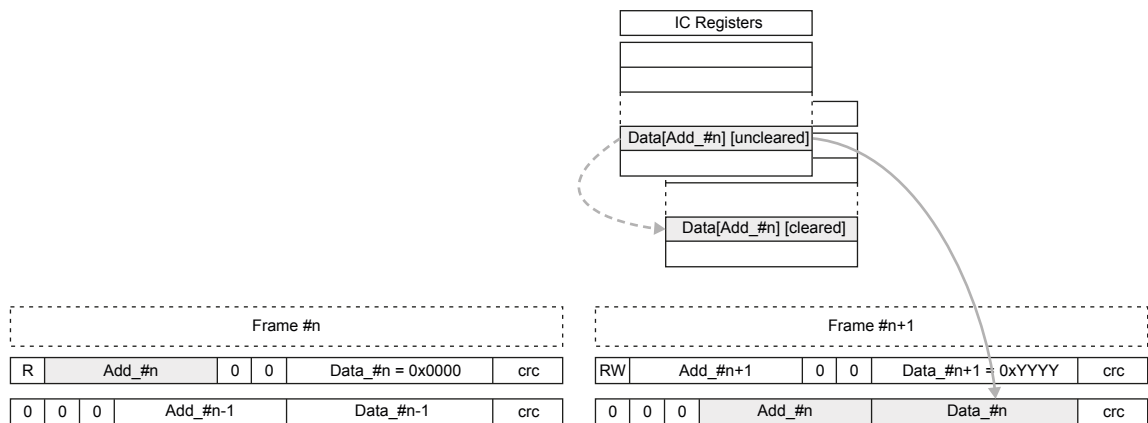 IC Registers
Data[Add_#n] [uncleared]
Data[Add_#n] [cleared]
Frame #n
Frame #n+1
R Add_#n 0 0 Data_#n = 0x0000 crc
RW Add_#n+1 0 0 Data_#n+1 = 0xYYYY crc
0 0 0 Add_#n-1 Data_#n-1 crc
0 0 0 Add_#n Data_#n crc